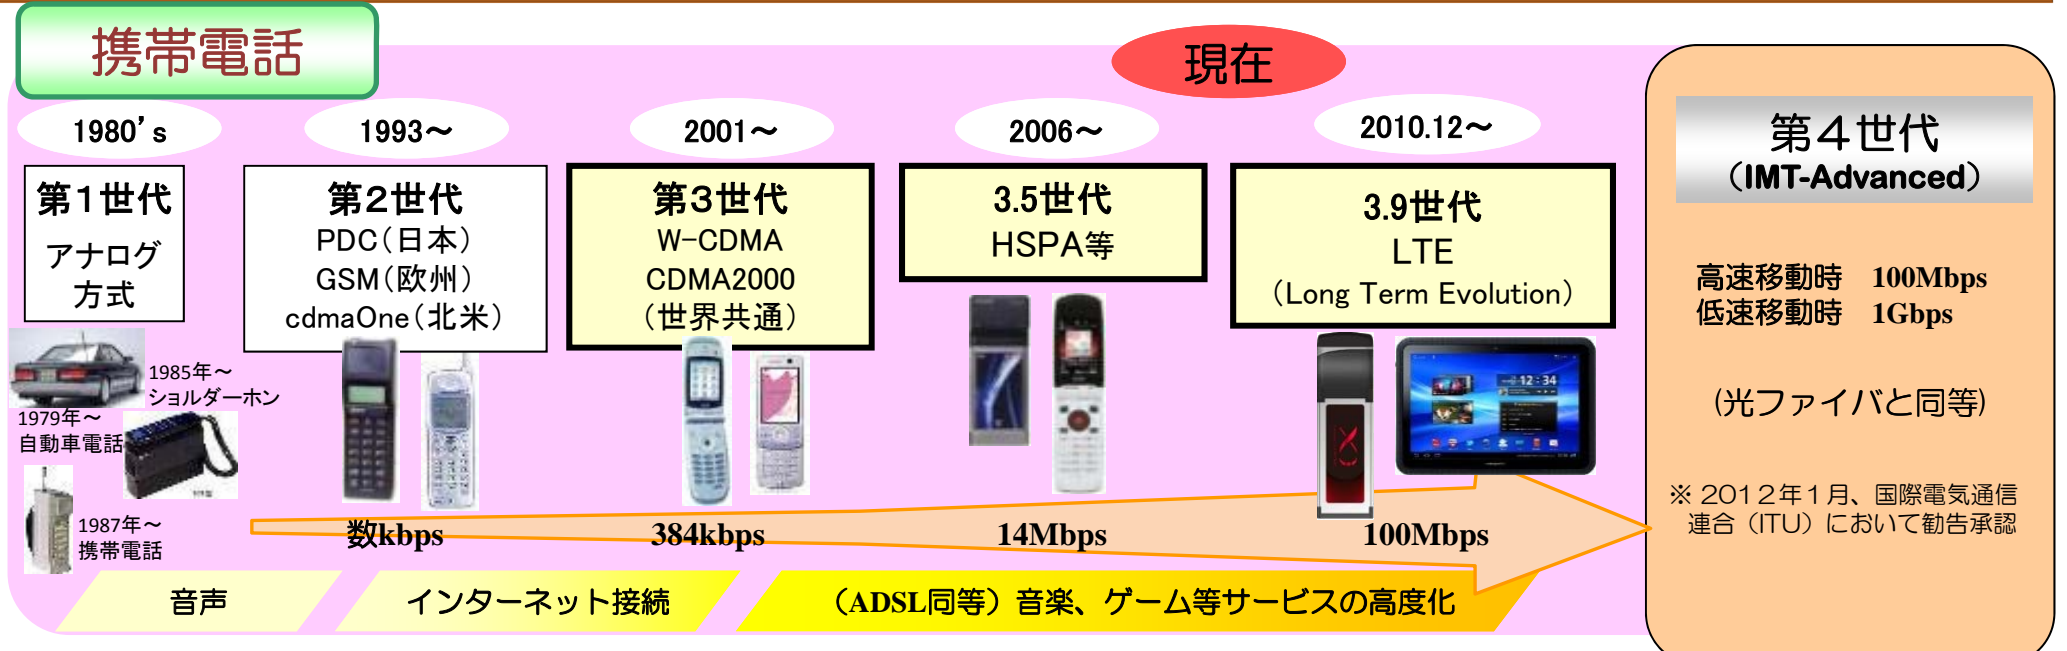 携帯電話
現在
1980’s
第1世代
アナログ
方式
1979年～
自動車電話
1985年～
ショルダーホン
1987年～
携帯電話
1993～
第2世代
PDC（日本）
GSM（欧州）
cdmaOne（北米）
数kbps
2001～
第3世代
W-CDMA
CDMA2000
（世界共通）
384kbps
2006～
3.5世代
HSPA等
14Mbps
2010.12～
3.9世代
LTE
（Long Term Evolution）
12:34
100Mbps
音声
インターネット接続
（ADSL同等）音楽、ゲーム等サービスの高度化
第４世代
（IMT-Advanced）
高速移動時　100Mbps
低速移動時　1Gbps
(光ファイバと同等)
※ 2012年1月、国際電気通信
連合（ITU）において勧告承認